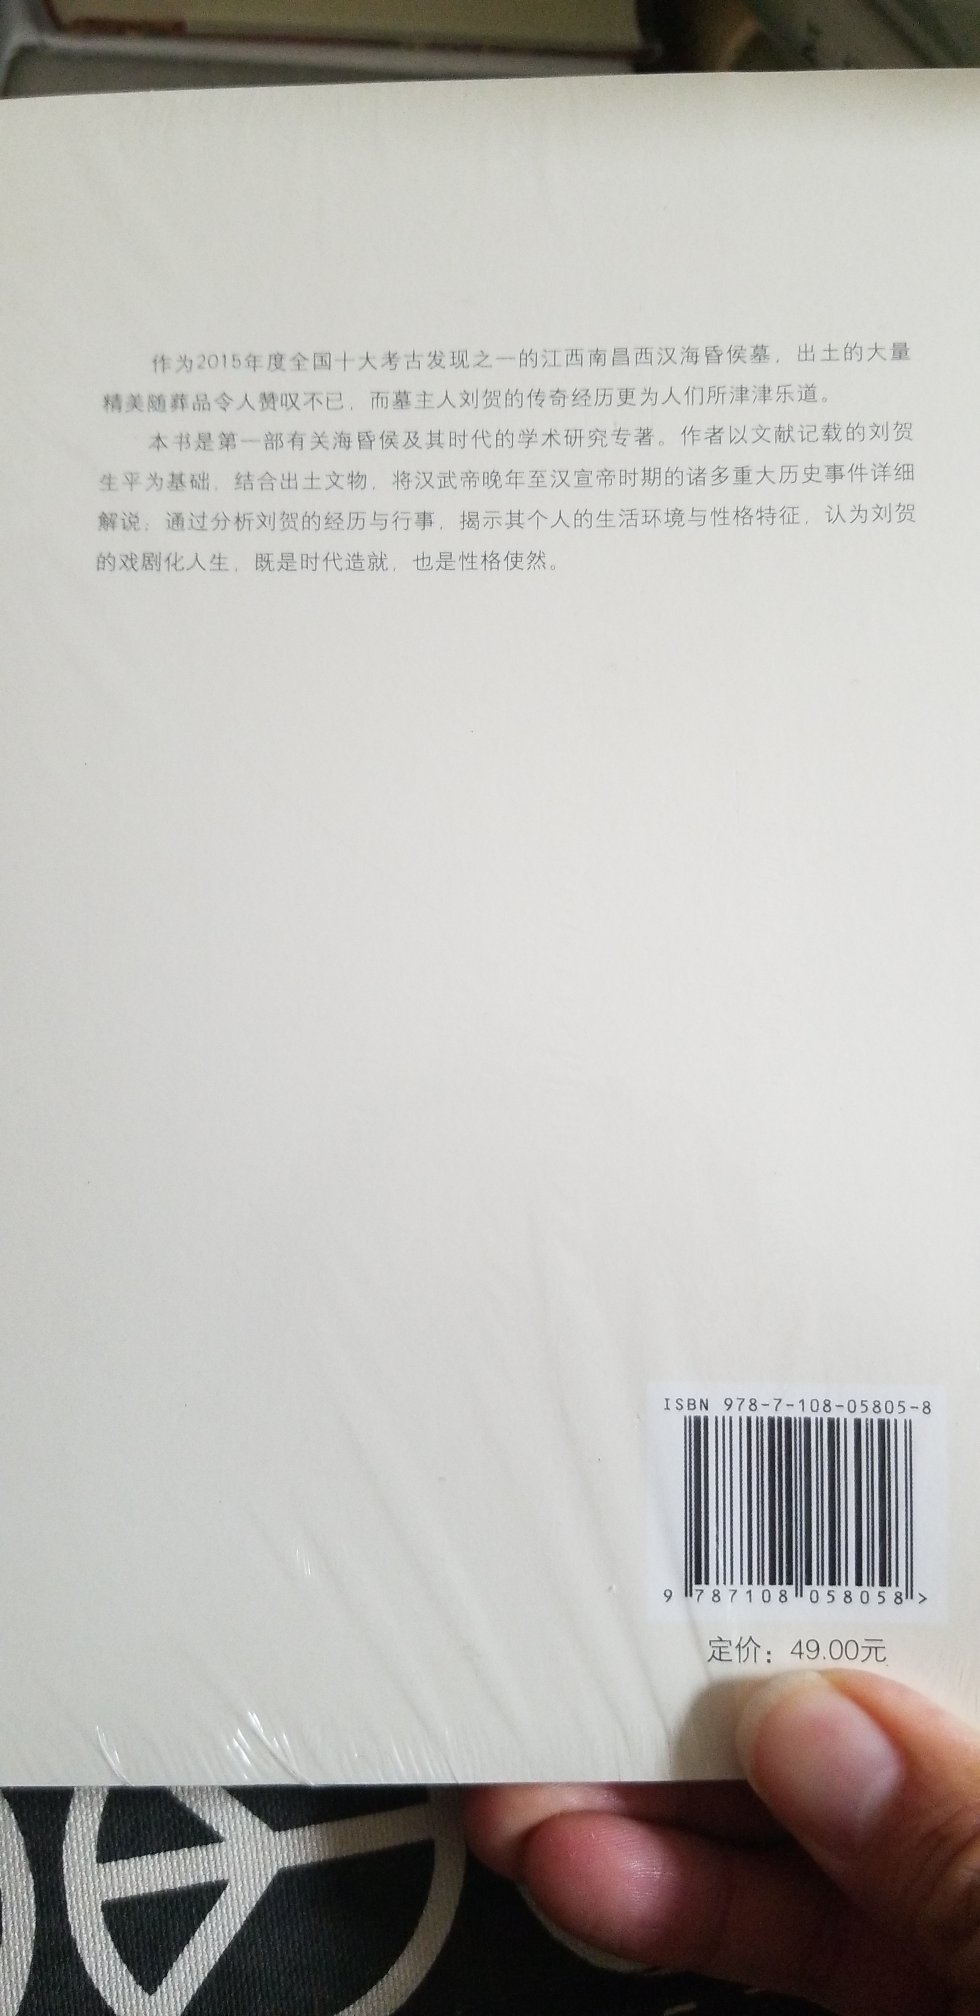 作为2015年度全国十大考古发现之一的江西南昌西汉海昏侯墓，出土的大量
精美随葬品令人赞叹不已，而墓主人刘贺的传奇经历更为人们所津津乐道。
本书是第一部有关海昏侯及其时代的学术研究专著。作者以文献记载的刘贺
生平为基础，结合出土文物，将汉武帝晚年至汉宣帝时期的诸多重大历史事件详细
解说；通过分析刘贺的经历与行事，揭示其个人的生活环境与性格特征，认为刘贺
的戏剧化人生，既是时代造就，也是性格使然。
ISBN 978-7-108-05805-8
9 787108 058058 >
定价：49.00元